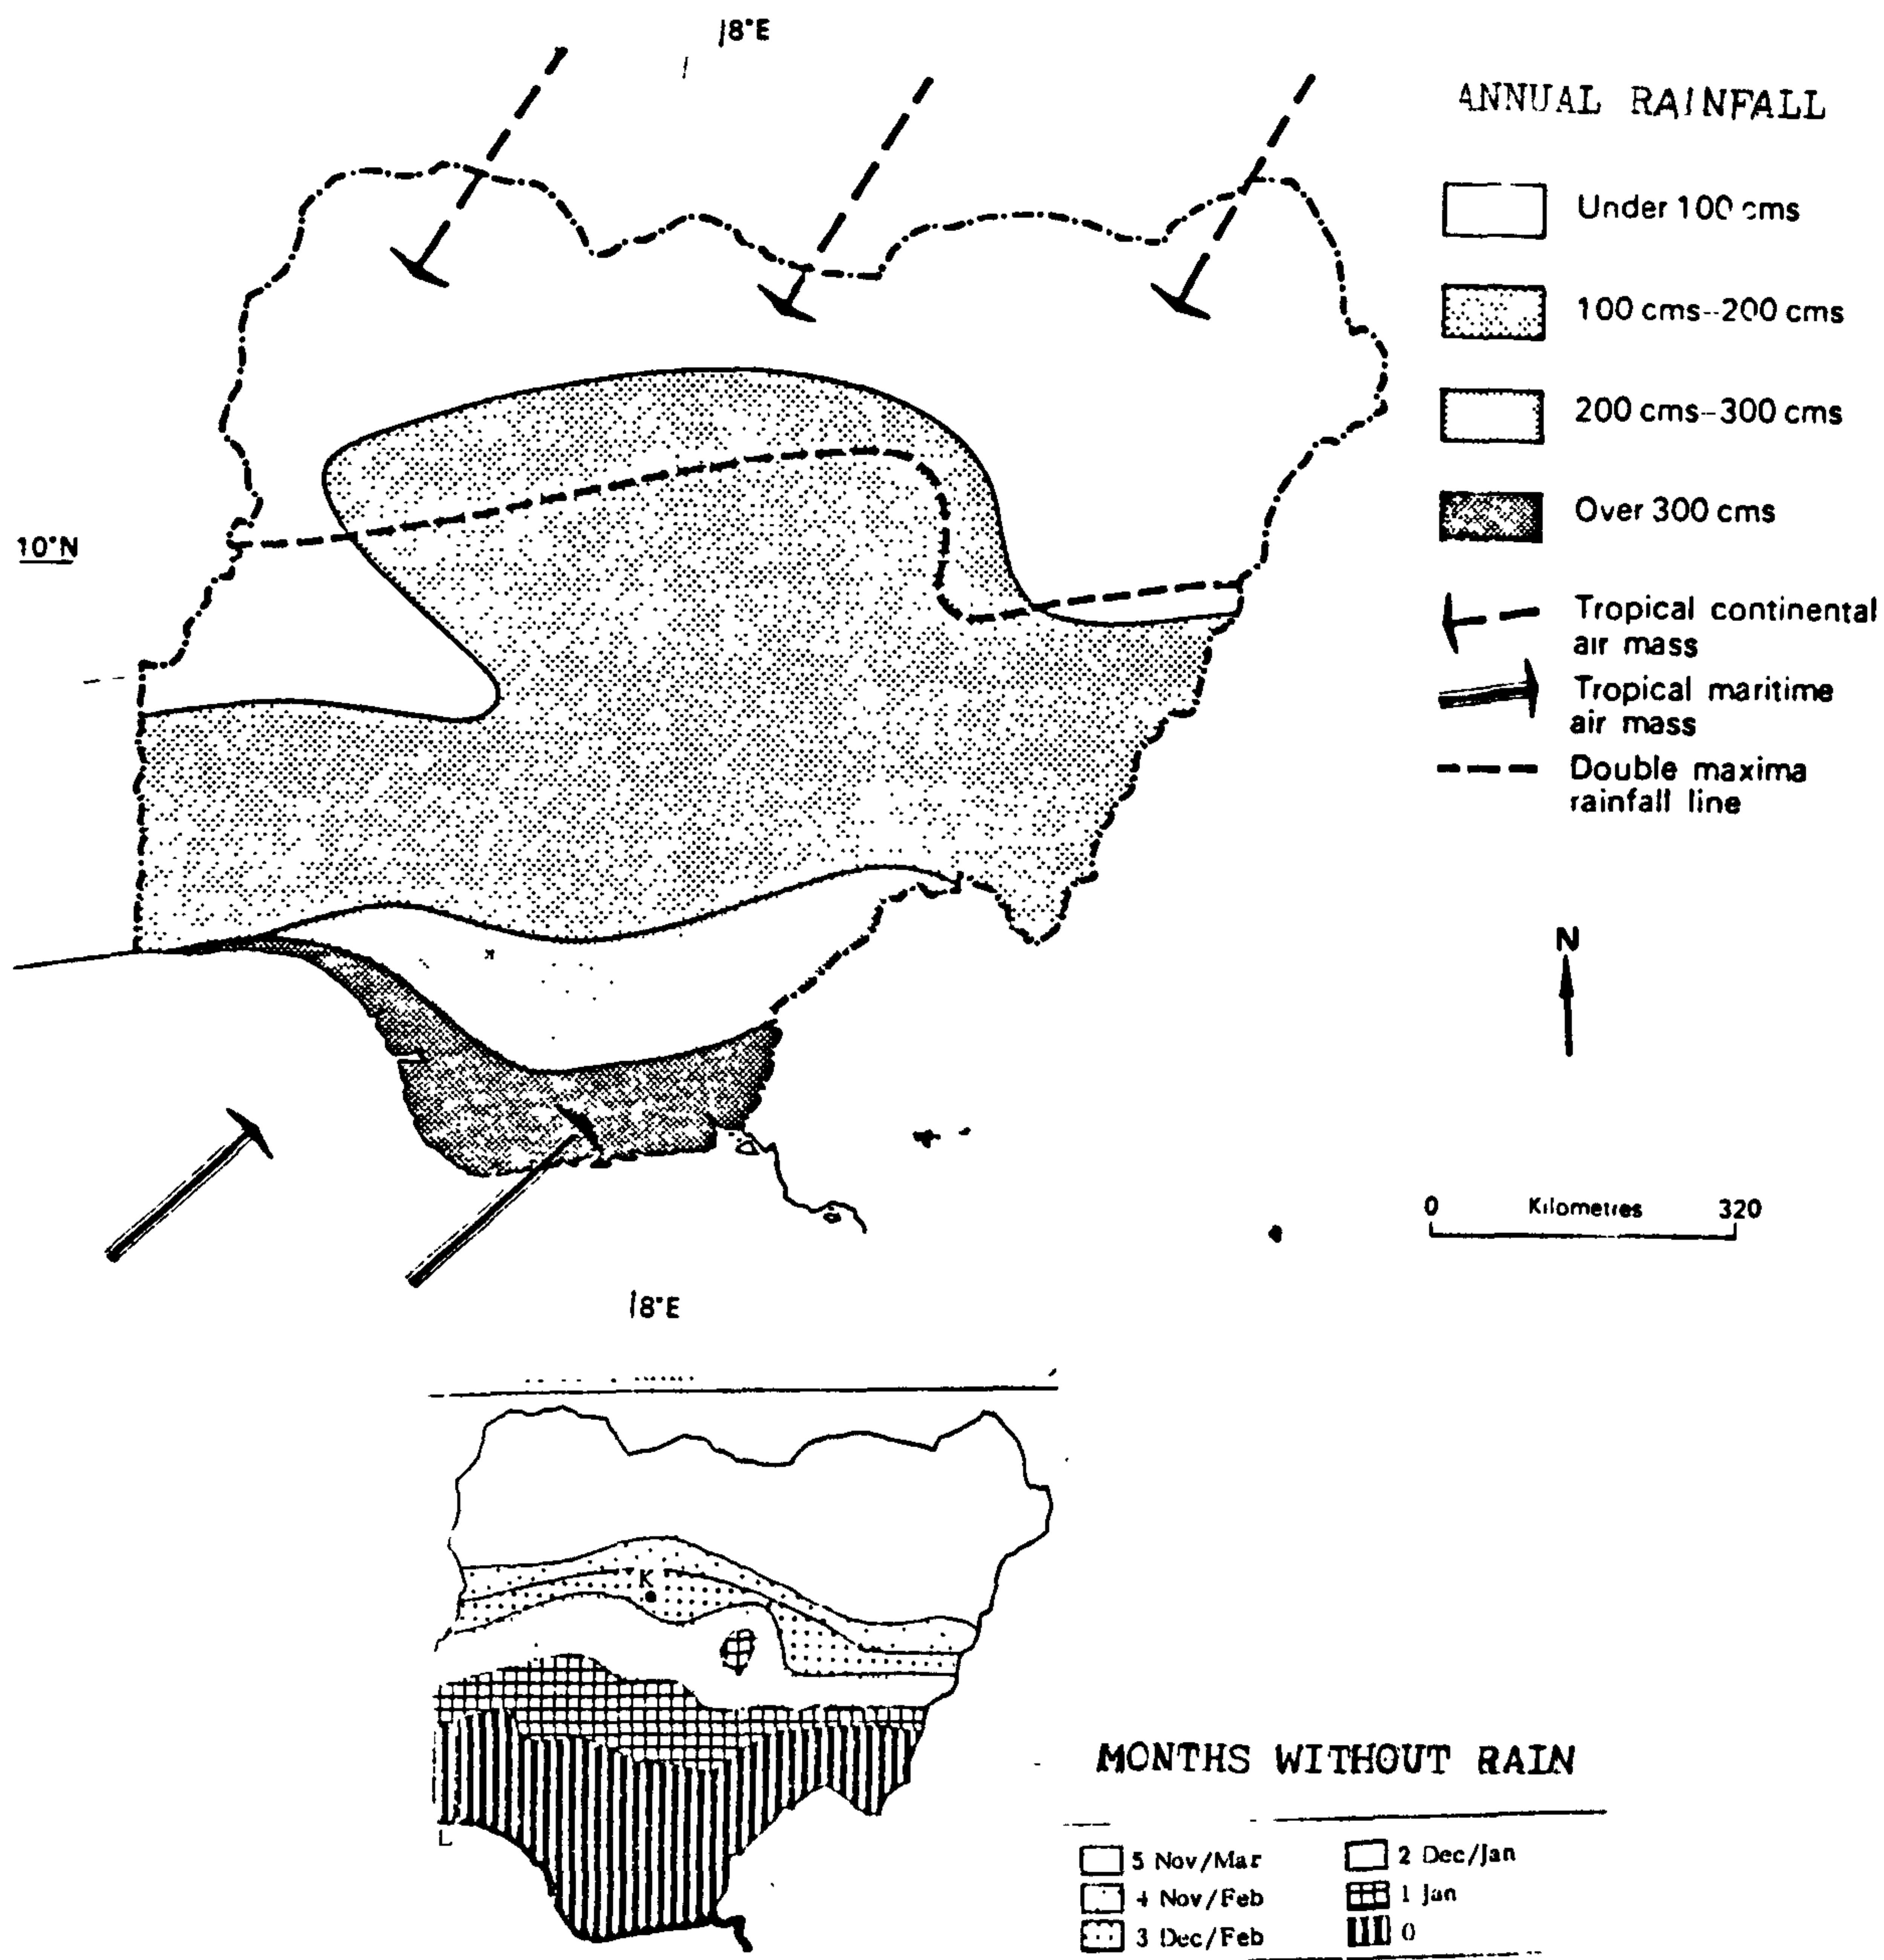 8°E
ANNUAL RAINFALL
Under 100 cms
100 cms--200 cms
200 cms--300 cms
Over 300 cms
10°N
Tropical continental
air mass
Tropical maritime
air mass
Double maxima
rainfall line
N
0 Kilometres 320
8°E
K
L
MONTHS WITHOUT RAIN
5 Nov/Mar
4 Nov/Feb
3 Dec/Feb
2 Dec/Jan
1 Jan
0